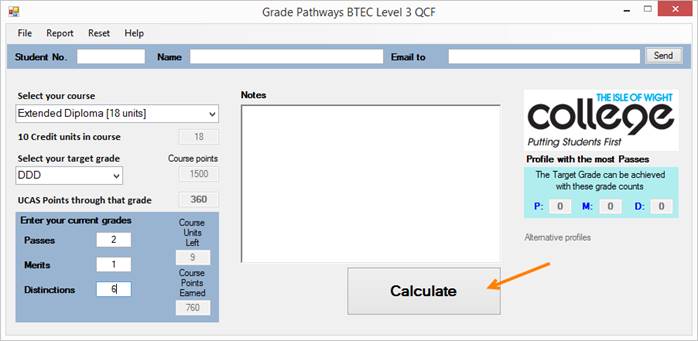 Grade Pathways BTEC Level 3 QCF
File Report Reset Help
Student No. Name Email to Send
Select your course
Extended Diploma [18 units]
10 Credit units in course 18
Select your target grade Course points
DDD 1500
UCAS Points through that grade 360
Enter your current grades
Passes 2
Merits 1
Distinctions 6
Course
Units
Left
9
Course
Points
Earned
760
Notes
Calculate
THE ISLE OF WIGHT
college
Putting Students First
Profile with the most Passes
The Target Grade can be achieved
with these grade counts
P: 0 M: 0 D: 0
Alternative profiles